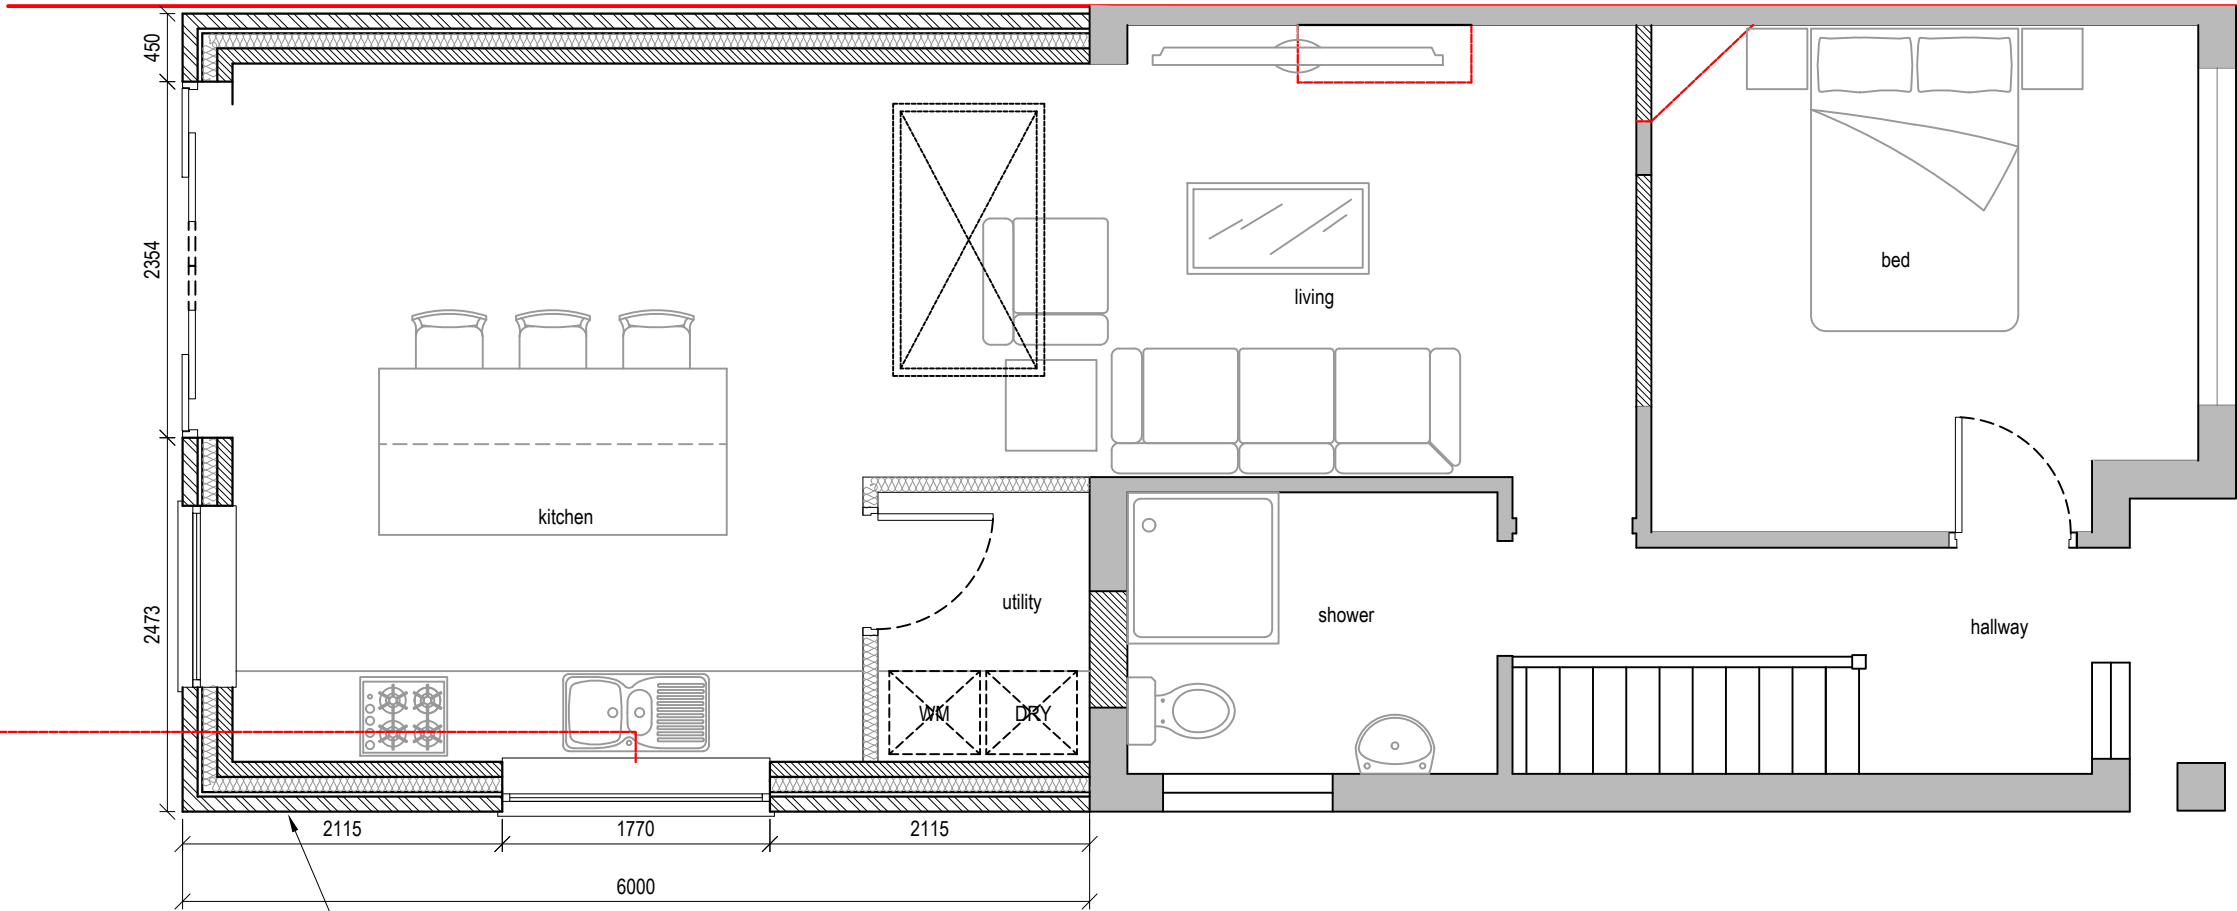 450
2354
2473
bed
living
kitchen
utility
shower
hallway
WM
DRY
2115
1770
2115
6000